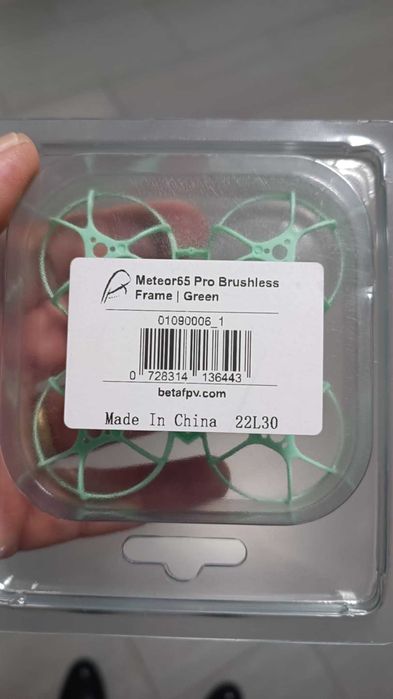 Meteor65 Pro Brushless
Frame | Green
01090006_1
0 728314 136443
betafpv.com
Made In China 22L30